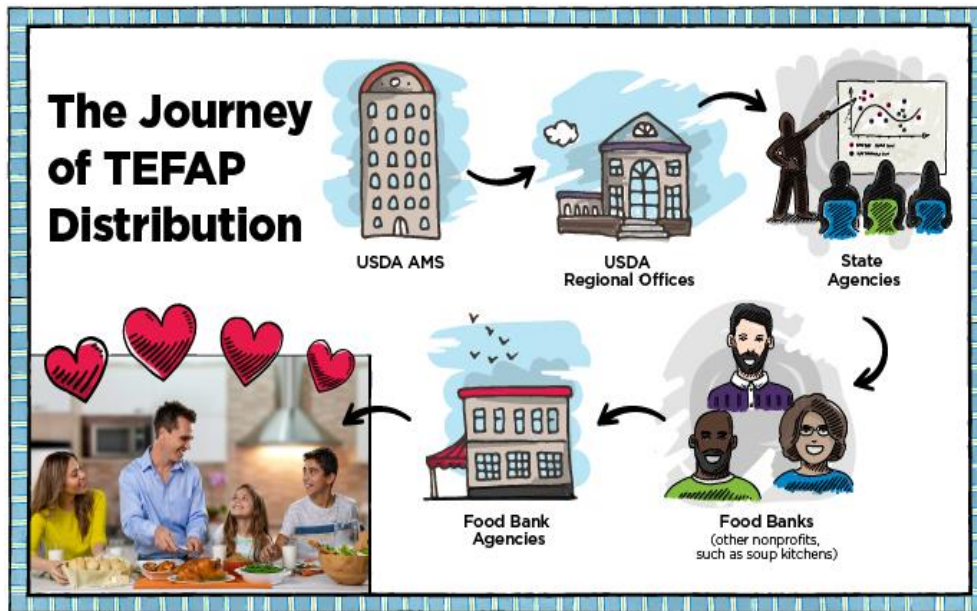 The Journey
of TEFAP
Distribution
USDA AMS
USDA
Regional Offices
State
Agencies
Food Bank
Agencies
Food Banks
(other nonprofits,
such as soup kitchens)